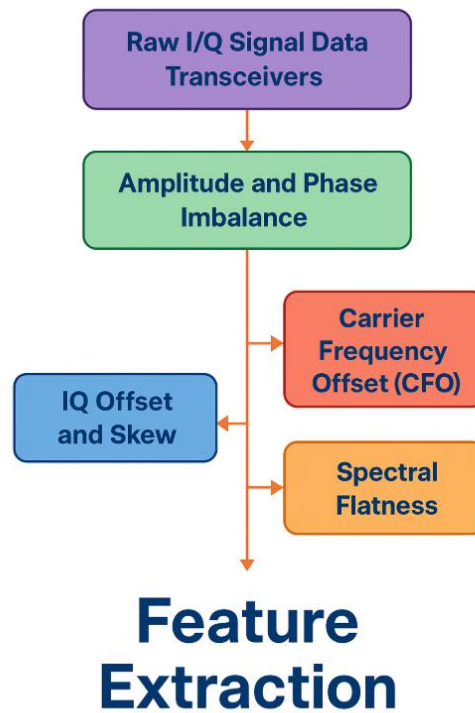 Raw I/Q Signal Data
Transceivers
Amplitude and Phase
Imbalance
Carrier
Frequency
Offset (CFO)
IQ Offset
and Skew
Spectral
Flatness
Feature
Extraction